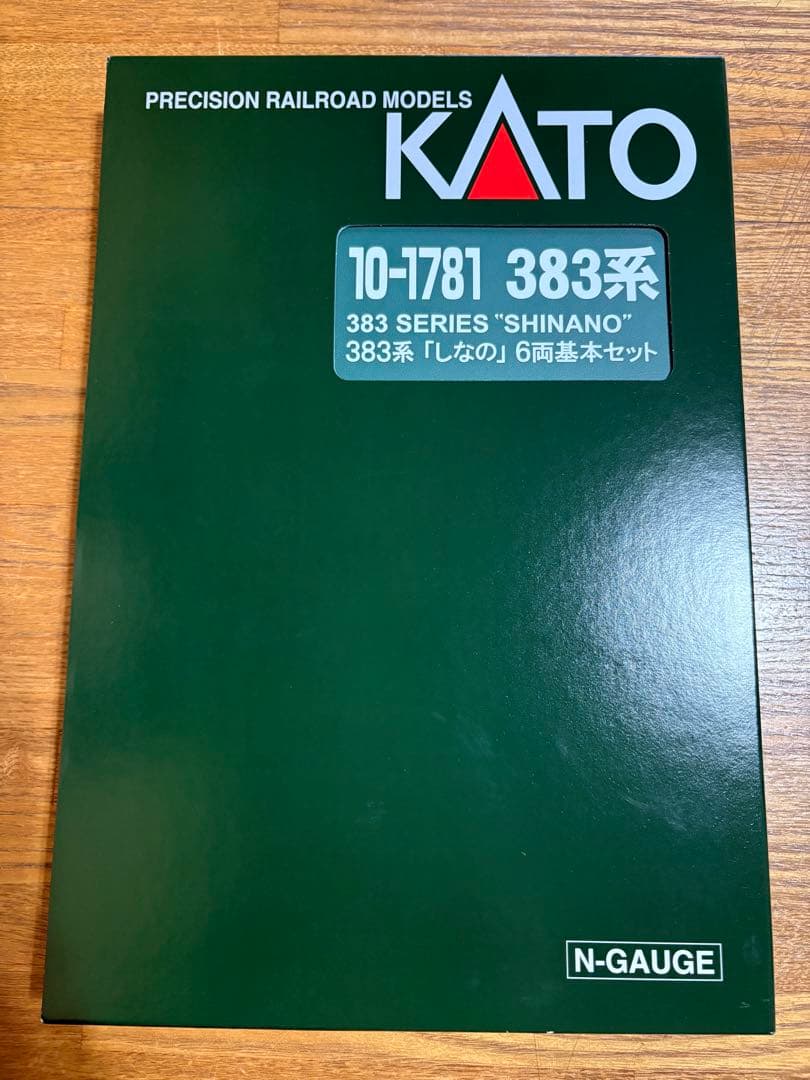 PRECISION RAILROAD MODELS
KATO
10-1781 383系
383 SERIES "SHINANO"
383系「しなの」6両基本セット
N-GAUGE